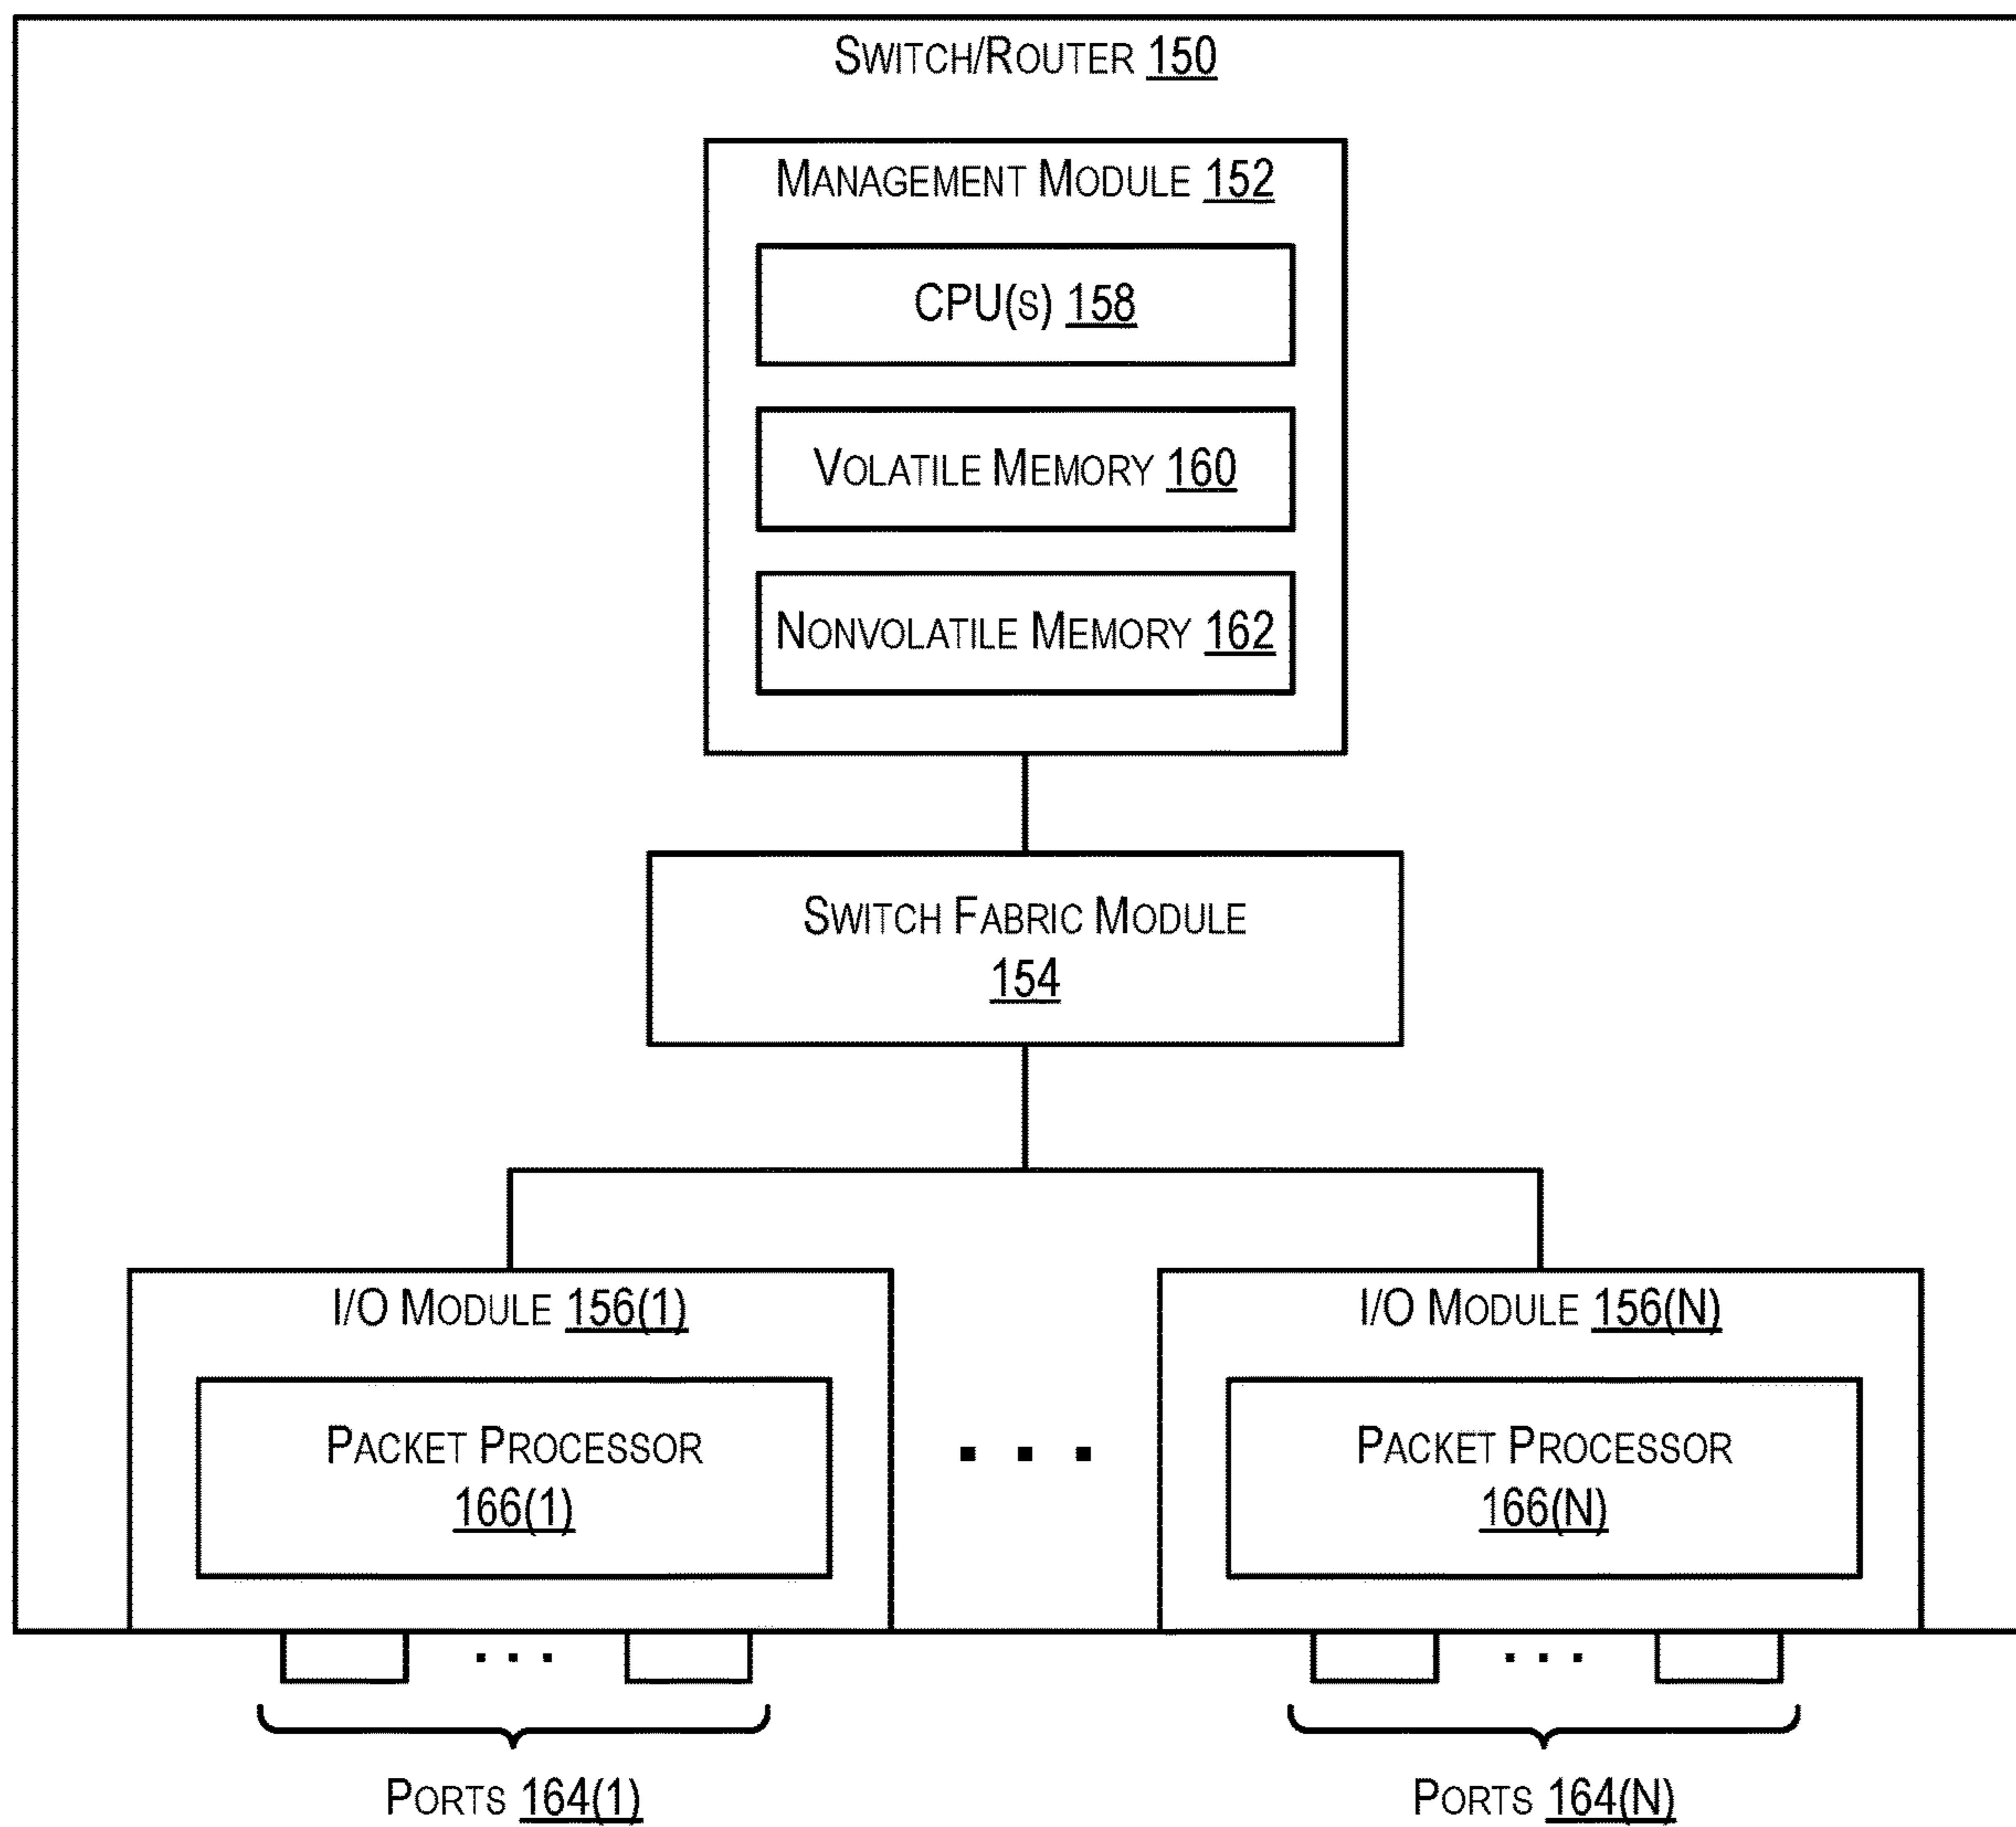 SWITCH/ROUTER 150
MANAGEMENT MODULE 152
CPU(S) 158
VOLATILE MEMORY 160
NONVOLATILE MEMORY 162
SWITCH FABRIC MODULE
154
I/O MODULE 156(1)
PACKET PROCESSOR
166(1)
. . .
I/O MODULE 156(N)
PACKET PROCESSOR
166(N)
. . .
. . .
PORTS 164(1)
PORTS 164(N)